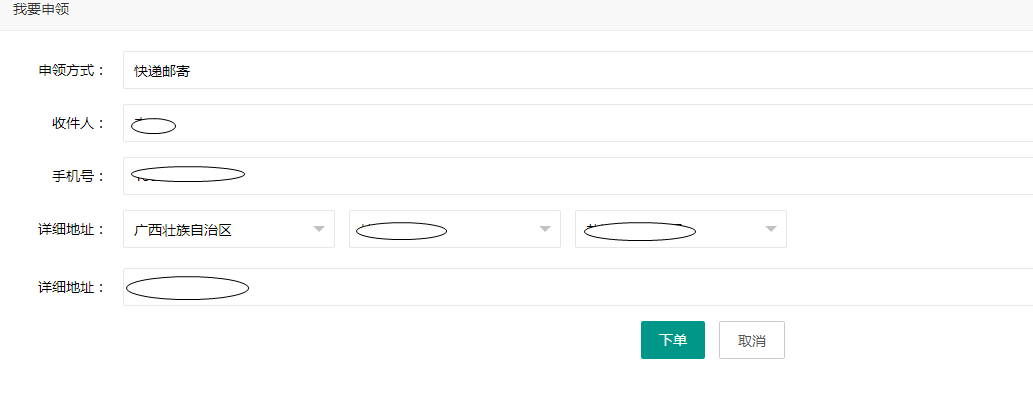 我要申领
申领方式： 快递邮寄
收件人：
手机号：
详细地址： 广西壮族自治区
详细地址：
下单 取消